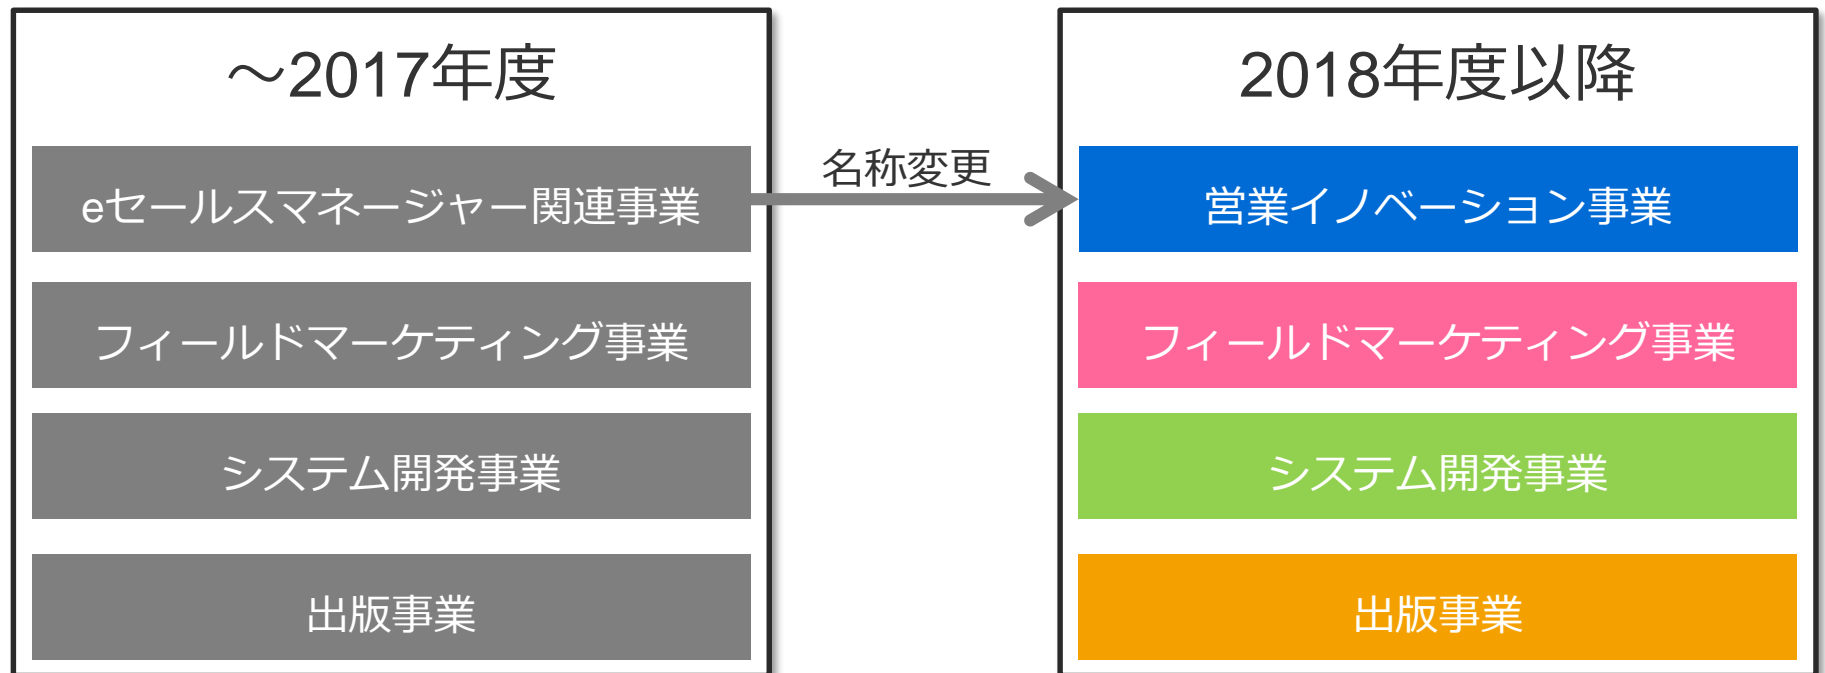 ～2017年度
eセールスマネージャー関連事業
フィールドマーケティング事業
システム開発事業
出版事業
名称変更
2018年度以降
営業イノベーション事業
フィールドマーケティング事業
システム開発事業
出版事業